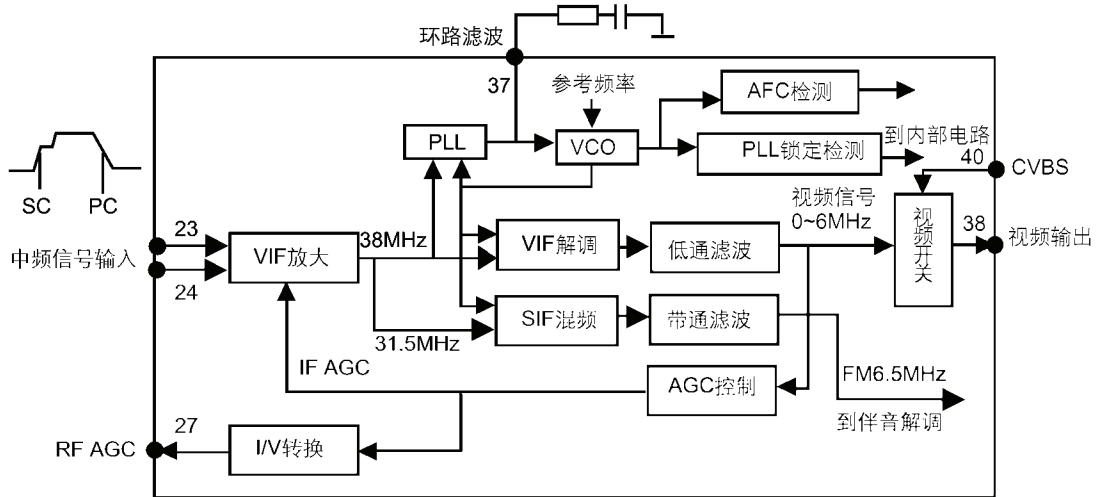 环路滤波
37
参考频率
AFC检测
PLL
VCO
PLL锁定检测
到内部电路
40
CVBS
SC
PC
23
中频信号输入
24
VIF放大
38MHz
VIF解调
低通滤波
视频信号
0~6MHz
视频开关
38
视频输出
31.5MHz
SIF混频
带通滤波
IF AGC
AGC控制
FM6.5MHz
到伴音解调
27
RF AGC
I/V转换